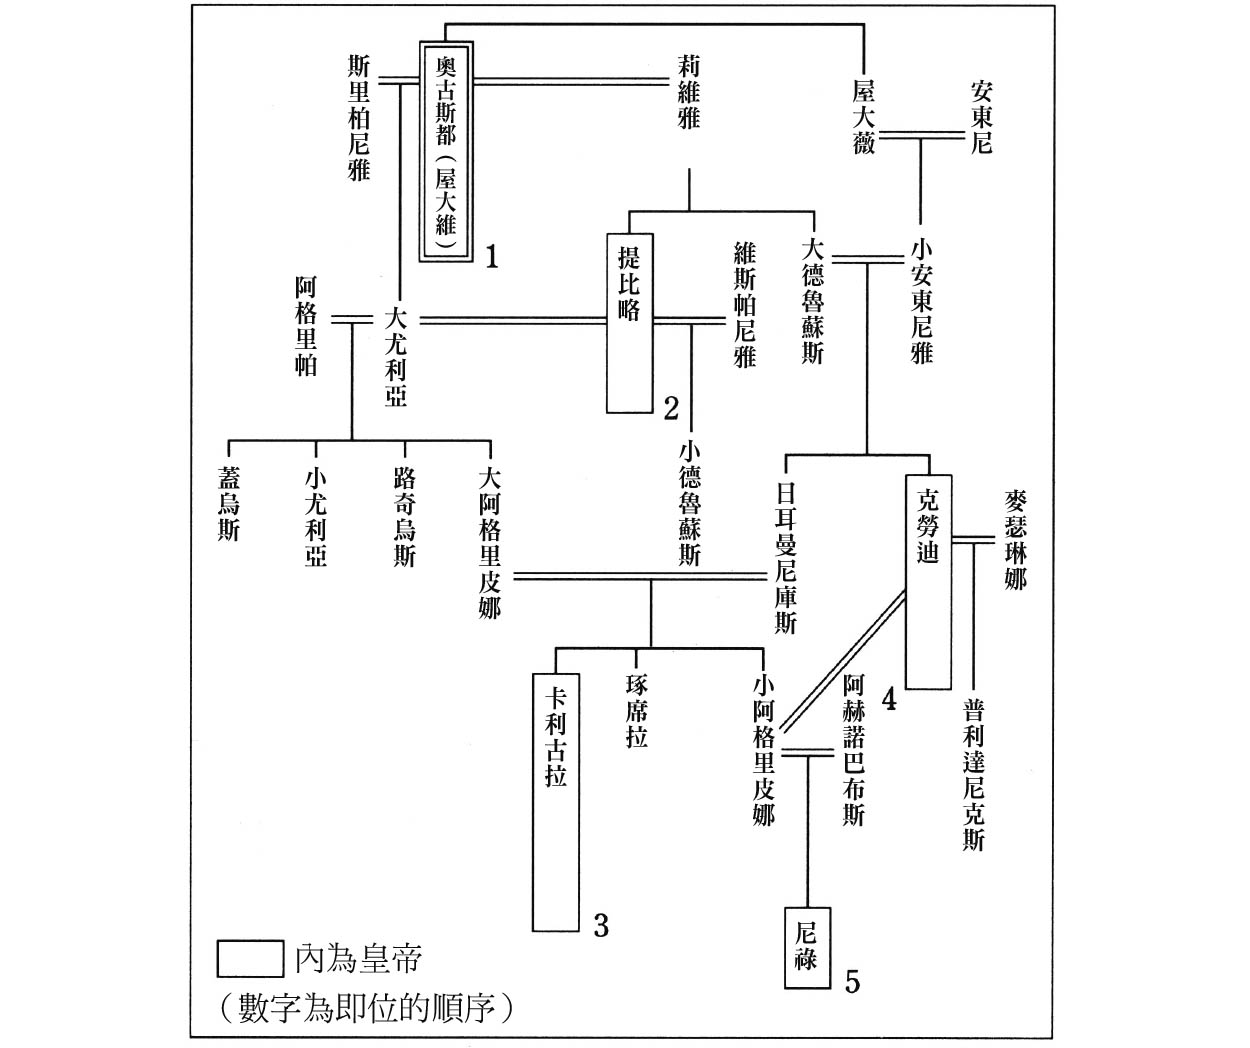 斯里柏尼雅
奧古斯都（屋大維）
1
莉維雅
屋大薇
安東尼
阿格里帕
大尤利亞
提比略
2
維斯帕尼雅
大德魯蘇斯
小安東尼雅
蓋烏斯
小尤利亞
路奇烏斯
大阿格里皮娜
小德魯蘇斯
日耳曼尼庫斯
克勞迪
4
麥瑟琳娜
卡利古拉
3
琢席拉
小阿格里皮娜
阿赫諾巴布斯
普利達尼克斯
尼祿
5
內為皇帝
（數字為即位的順序）